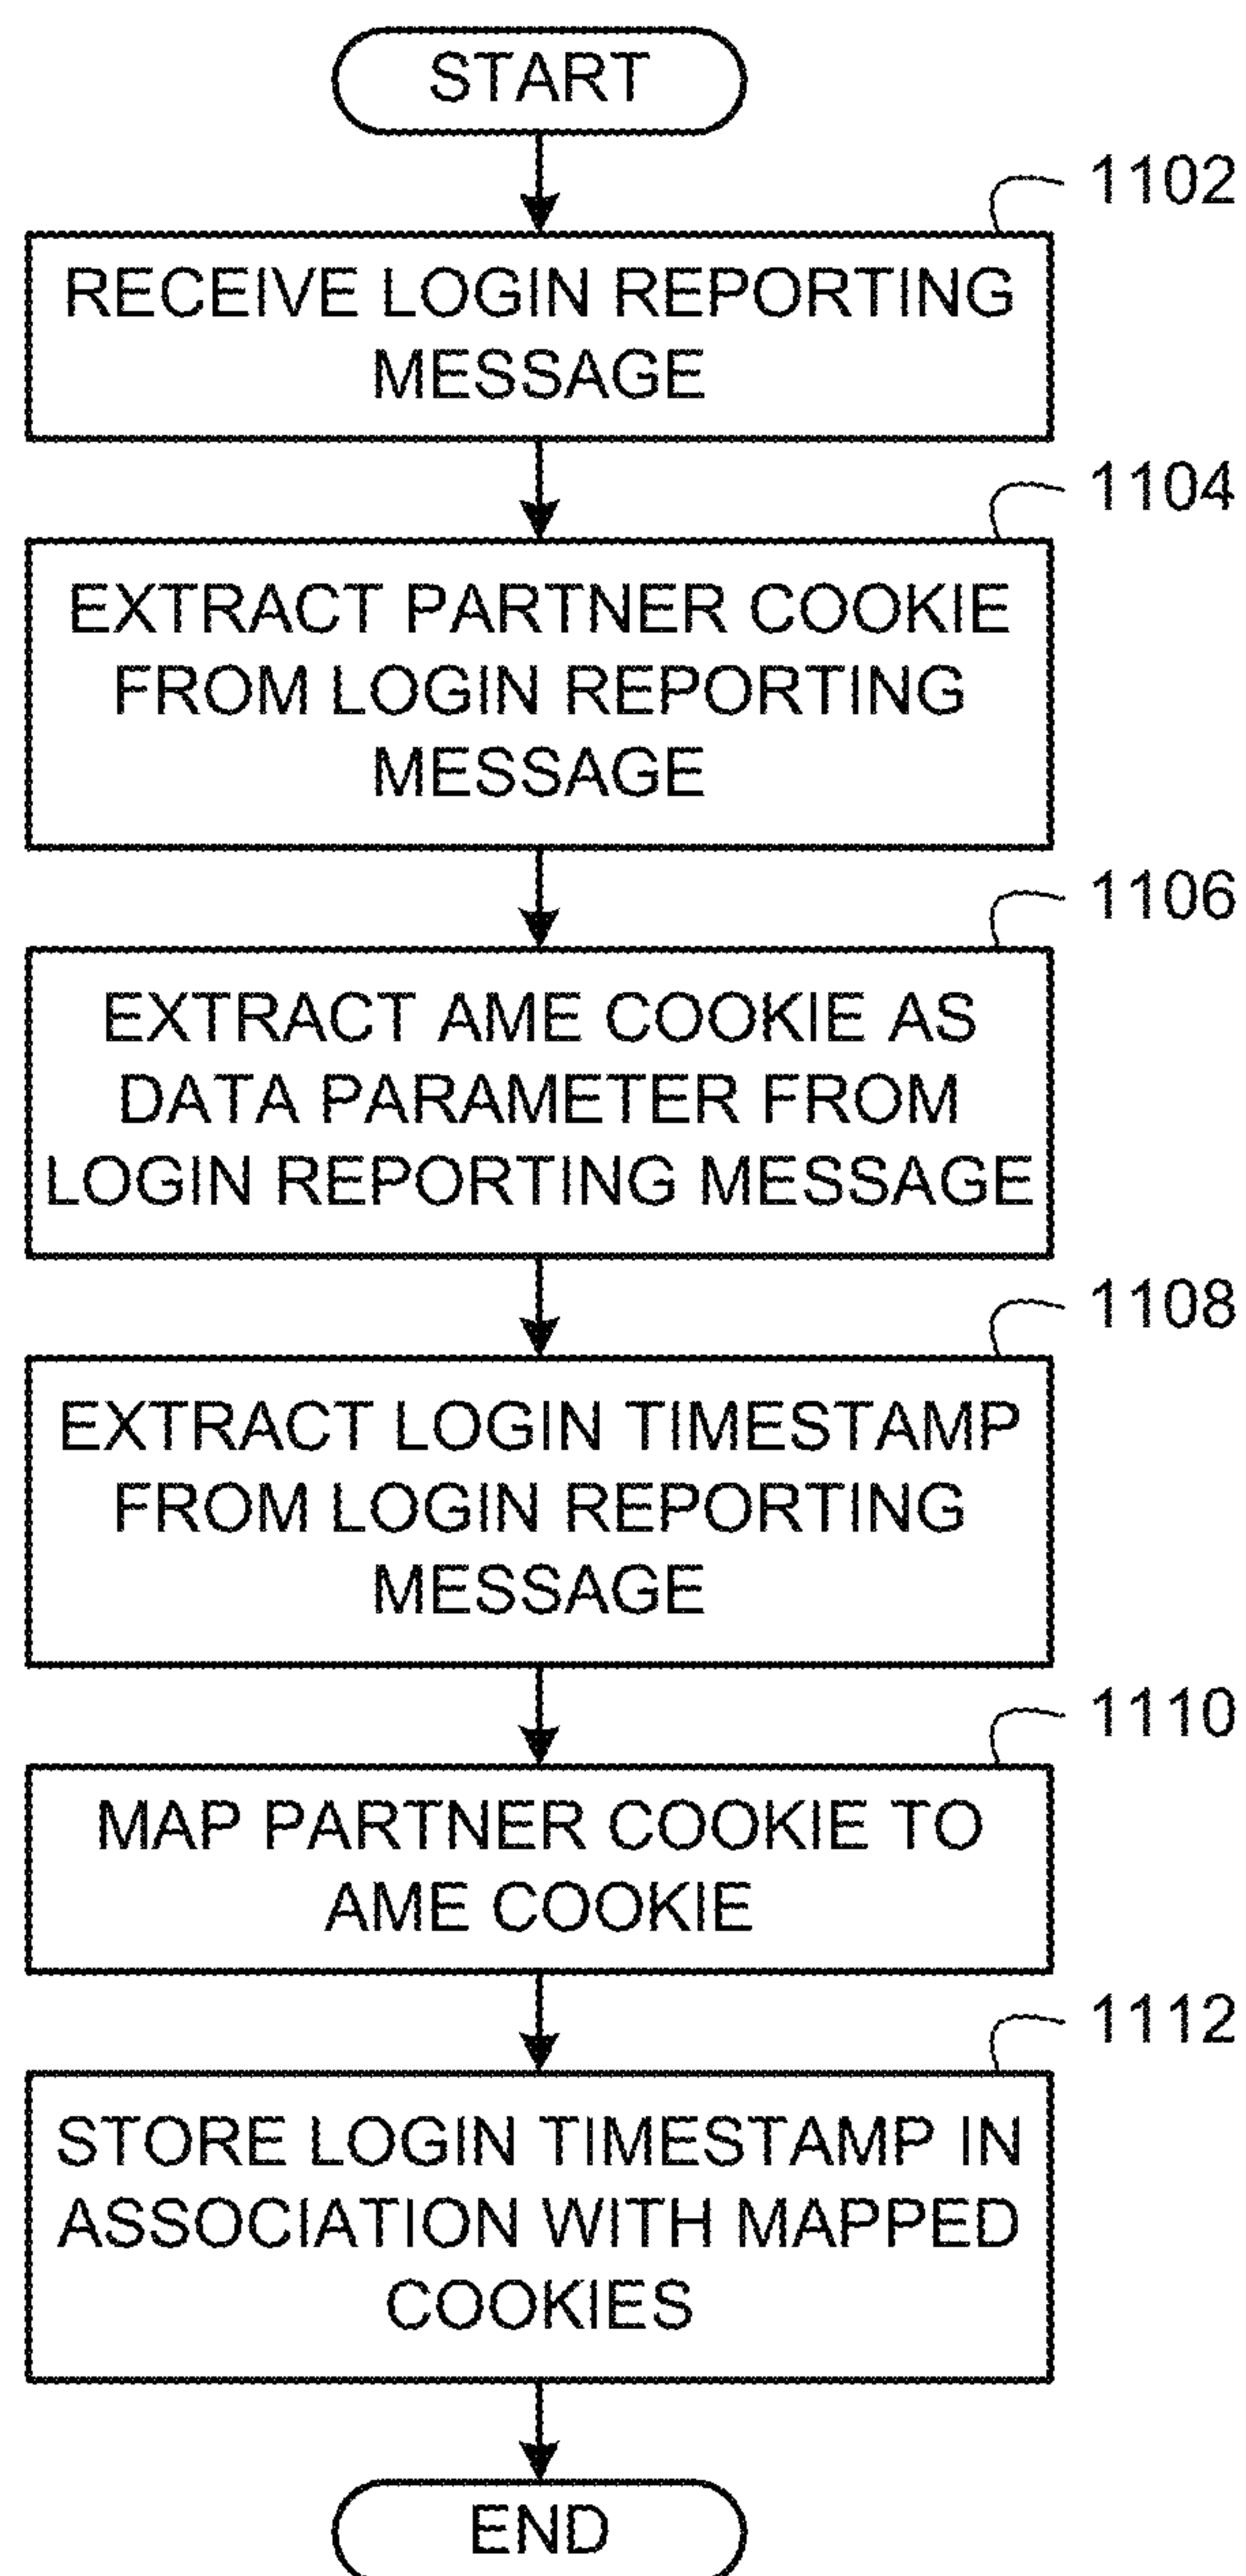 START
1102
RECEIVE LOGIN REPORTING
MESSAGE
1104
EXTRACT PARTNER COOKIE
FROM LOGIN REPORTING
MESSAGE
1106
EXTRACT AME COOKIE AS
DATA PARAMETER FROM
LOGIN REPORTING MESSAGE
1108
EXTRACT LOGIN TIMESTAMP
FROM LOGIN REPORTING
MESSAGE
1110
MAP PARTNER COOKIE TO
AME COOKIE
1112
STORE LOGIN TIMESTAMP IN
ASSOCIATION WITH MAPPED
COOKIES
END